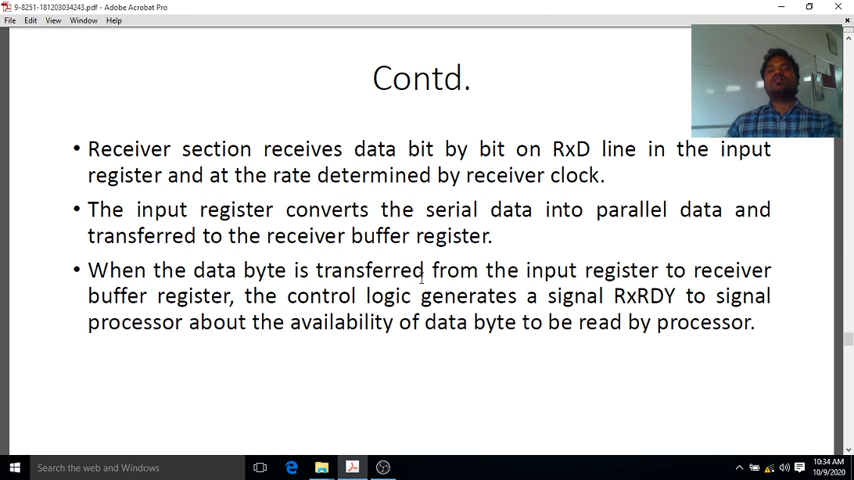 9-8251-181203034243.pdf - Adobe Acrobat Pro
File Edit View Window Help
Contd.
• Receiver section receives data bit by bit on RxD line in the input
register and at the rate determined by receiver clock.
• The input register converts the serial data into parallel data and
transferred to the receiver buffer register.
• When the data byte is transferred from the input register to receiver
buffer register, the control logic generates a signal RxRDY to signal
processor about the availability of data byte to be read by processor.
Search the web and Windows
10:34 AM
10/9/2020